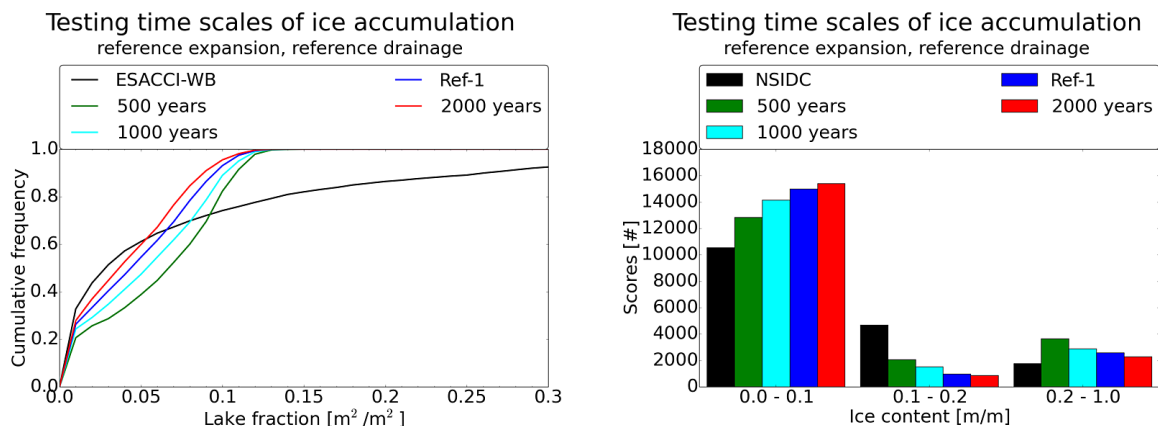 Testing time scales of ice accumulation
reference expansion, reference drainage
ESACCI-WB
500 years
1000 years
Ref-1
2000 years
1.0
0.8
0.6
0.4
0.2
0.0
Cumulative frequency
0.0 0.05 0.1 0.15 0.2 0.25 0.3
Lake fraction [m² /m² ]
Testing time scales of ice accumulation
reference expansion, reference drainage
NSIDC
500 years
1000 years
Ref-1
2000 years
18000
16000
14000
12000
10000
8000
6000
4000
2000
0
Scores [#]
0.0 - 0.1 0.1 - 0.2 0.2 - 1.0
Ice content [m/m]